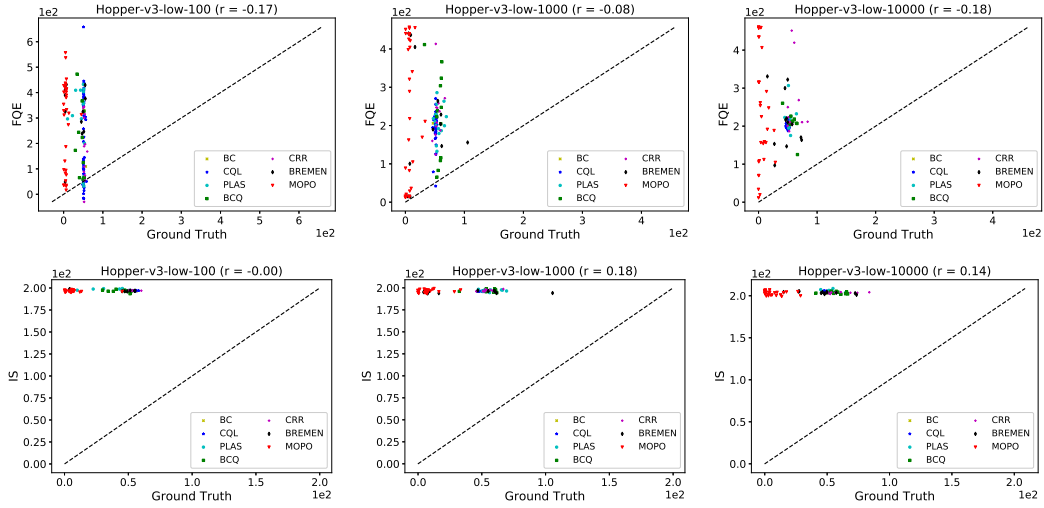 Hopper-v3-low-100 (r = -0.17)
1e2
6
5
4
3
2
1
0
FQE
0 1 2 3 4 5 6
1e2
Ground Truth
BC
CQL
PLAS
BCQ
CRR
BREMEN
MOPO
Hopper-v3-low-1000 (r = -0.08)
1e2
4
3
2
1
0
FQE
0 1 2 3 4
1e2
Ground Truth
BC
CQL
PLAS
BCQ
CRR
BREMEN
MOPO
Hopper-v3-low-10000 (r = -0.18)
1e2
4
3
2
1
0
FQE
0 1 2 3 4
1e2
Ground Truth
BC
CQL
PLAS
BCQ
CRR
BREMEN
MOPO
Hopper-v3-low-100 (r = -0.00)
1e2
2.00
1.75
1.50
1.25
1.00
0.75
0.50
0.25
0.00
IS
0.0 0.5 1.0 1.5 2.0
1e2
Ground Truth
BC
CQL
PLAS
BCQ
CRR
BREMEN
MOPO
Hopper-v3-low-1000 (r = 0.18)
1e2
2.00
1.75
1.50
1.25
1.00
0.75
0.50
0.25
0.00
IS
0.0 0.5 1.0 1.5 2.0
1e2
Ground Truth
BC
CQL
PLAS
BCQ
CRR
BREMEN
MOPO
Hopper-v3-low-10000 (r = 0.14)
1e2
2.0
1.5
1.0
0.5
0.0
IS
0.0 0.5 1.0 1.5 2.0
1e2
Ground Truth
BC
CQL
PLAS
BCQ
CRR
BREMEN
MOPO